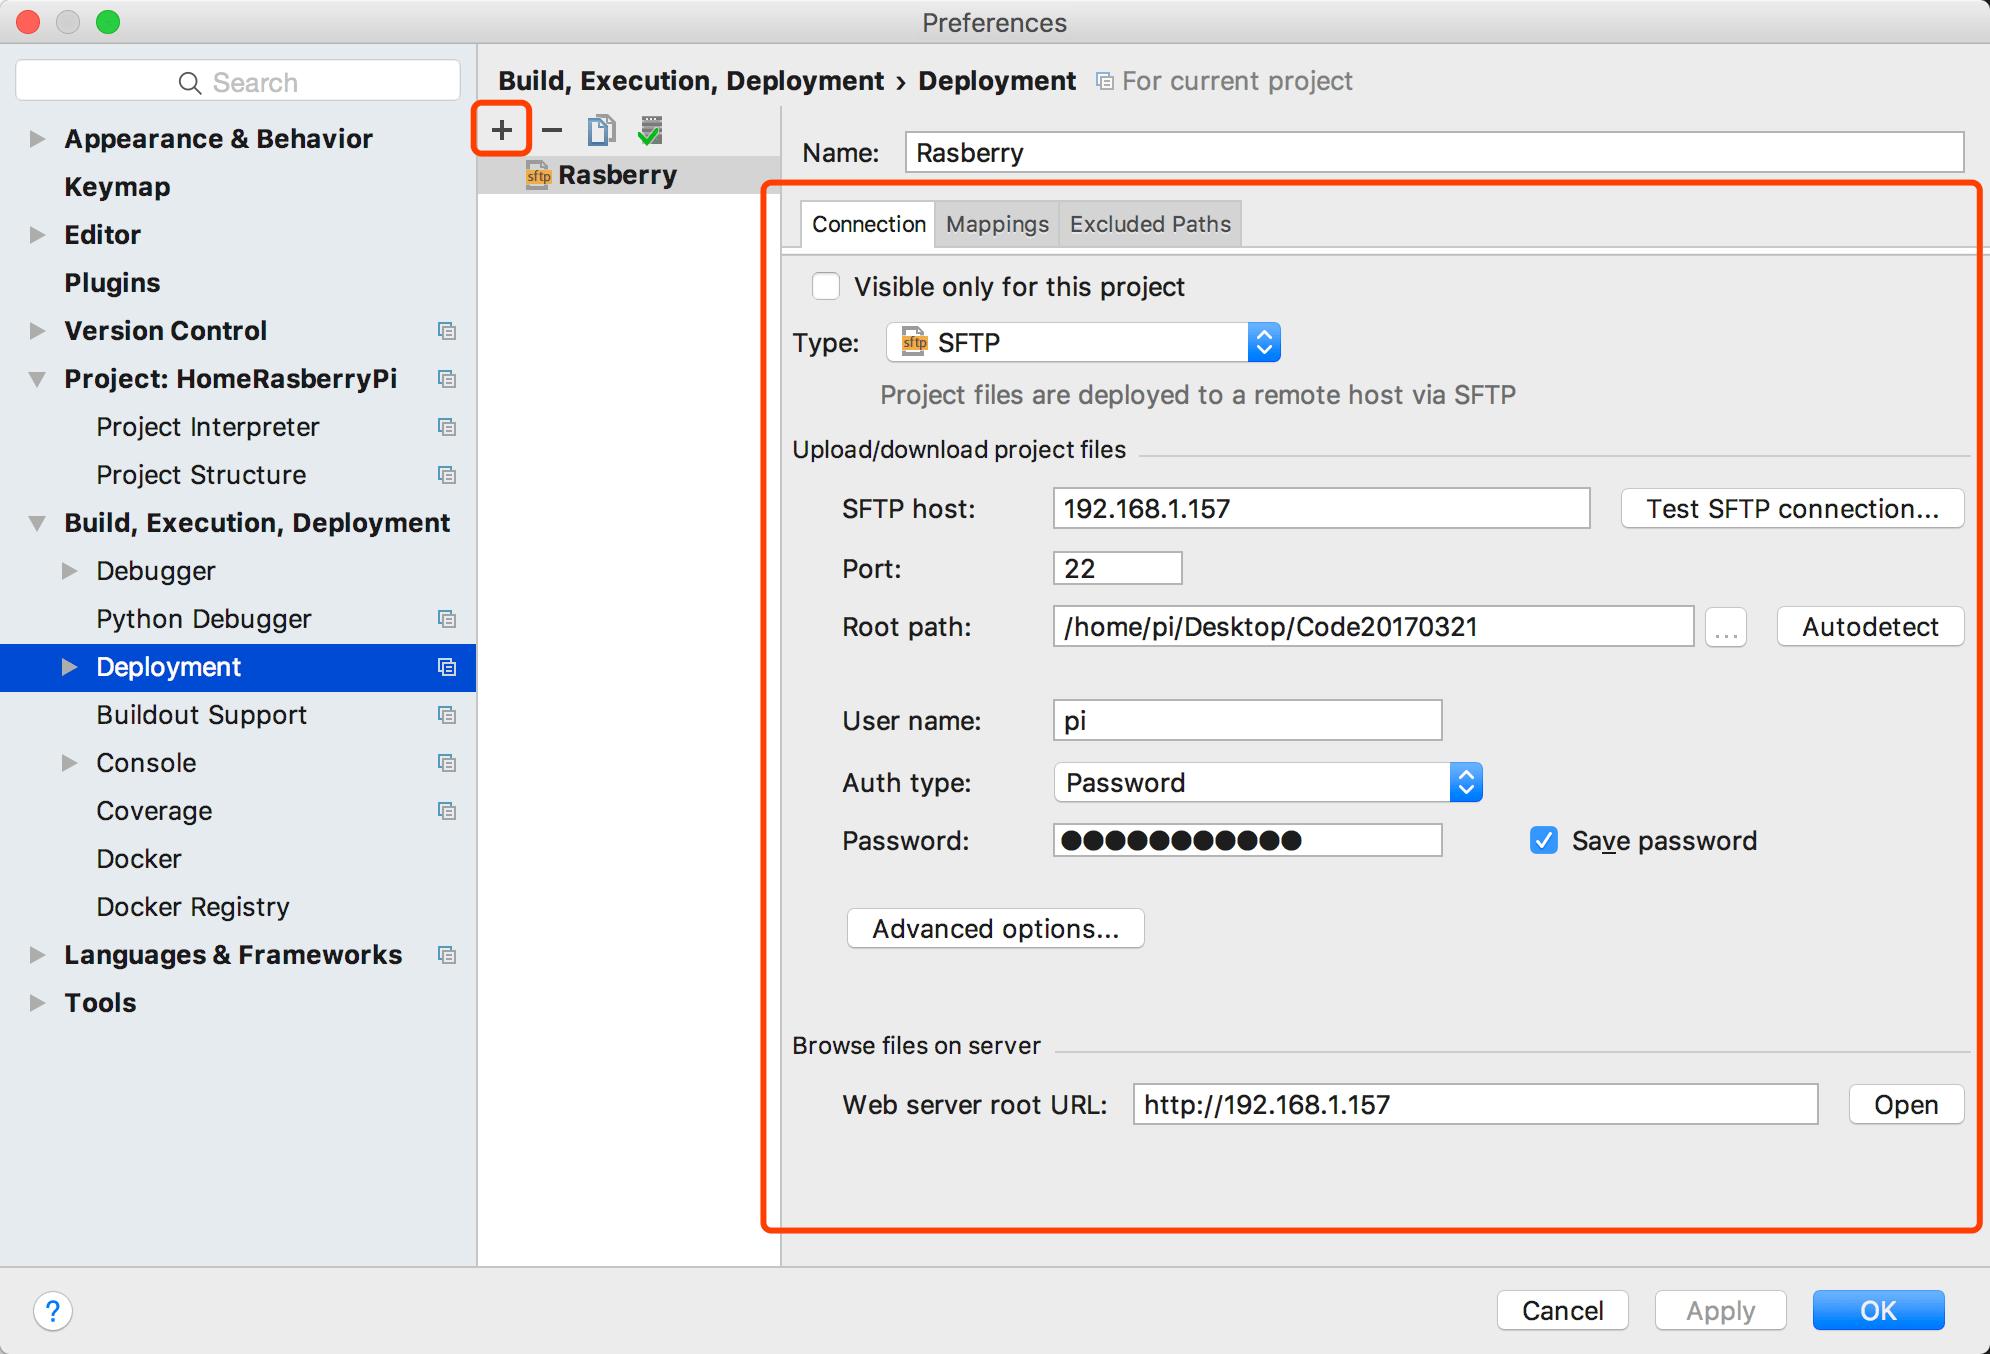 Preferences
Search
Appearance & Behavior
Keymap
Editor
Plugins
Version Control
Project: HomeRasberryPi
Project Interpreter
Project Structure
Build, Execution, Deployment
Debugger
Python Debugger
Deployment
Buildout Support
Console
Coverage
Docker
Docker Registry
Languages & Frameworks
Tools
Build, Execution, Deployment › Deployment For current project
sftp Rasberry
Name: Rasberry
Connection Mappings Excluded Paths
Visible only for this project
Type: sftp SFTP
Project files are deployed to a remote host via SFTP
Upload/download project files
SFTP host: 192.168.1.157 Test SFTP connection...
Port: 22
Root path: /home/pi/Desktop/Code20170321 ... Autodetect
User name: pi
Auth type: Password
Password: ●●●●●●●●●●● Save password
Advanced options...
Browse files on server
Web server root URL: http://192.168.1.157 Open
? Cancel Apply OK